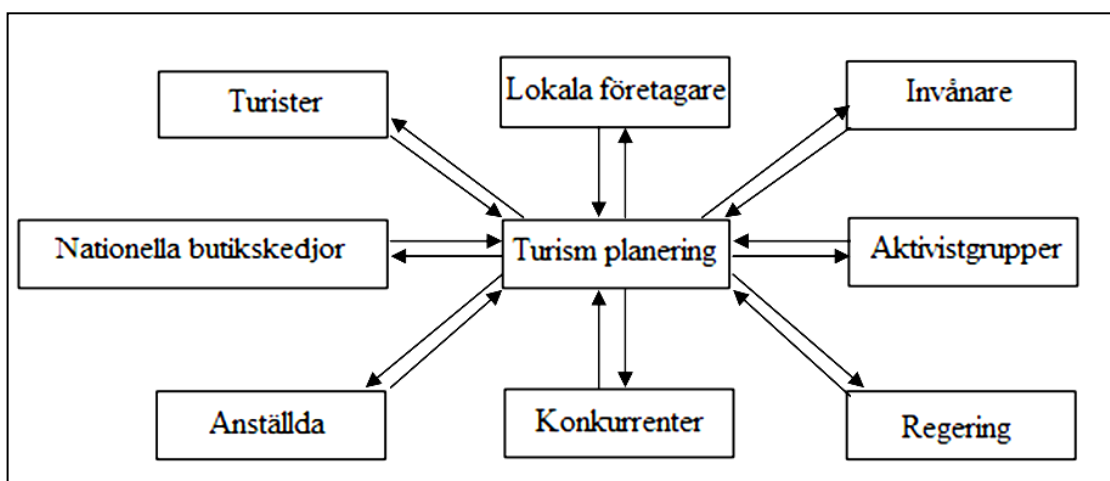 Turister
Lokala företagare
Invånare
Nationella butikskedjor
Turism planering
Aktivistgrupper
Anställda
Konkurrenter
Regering